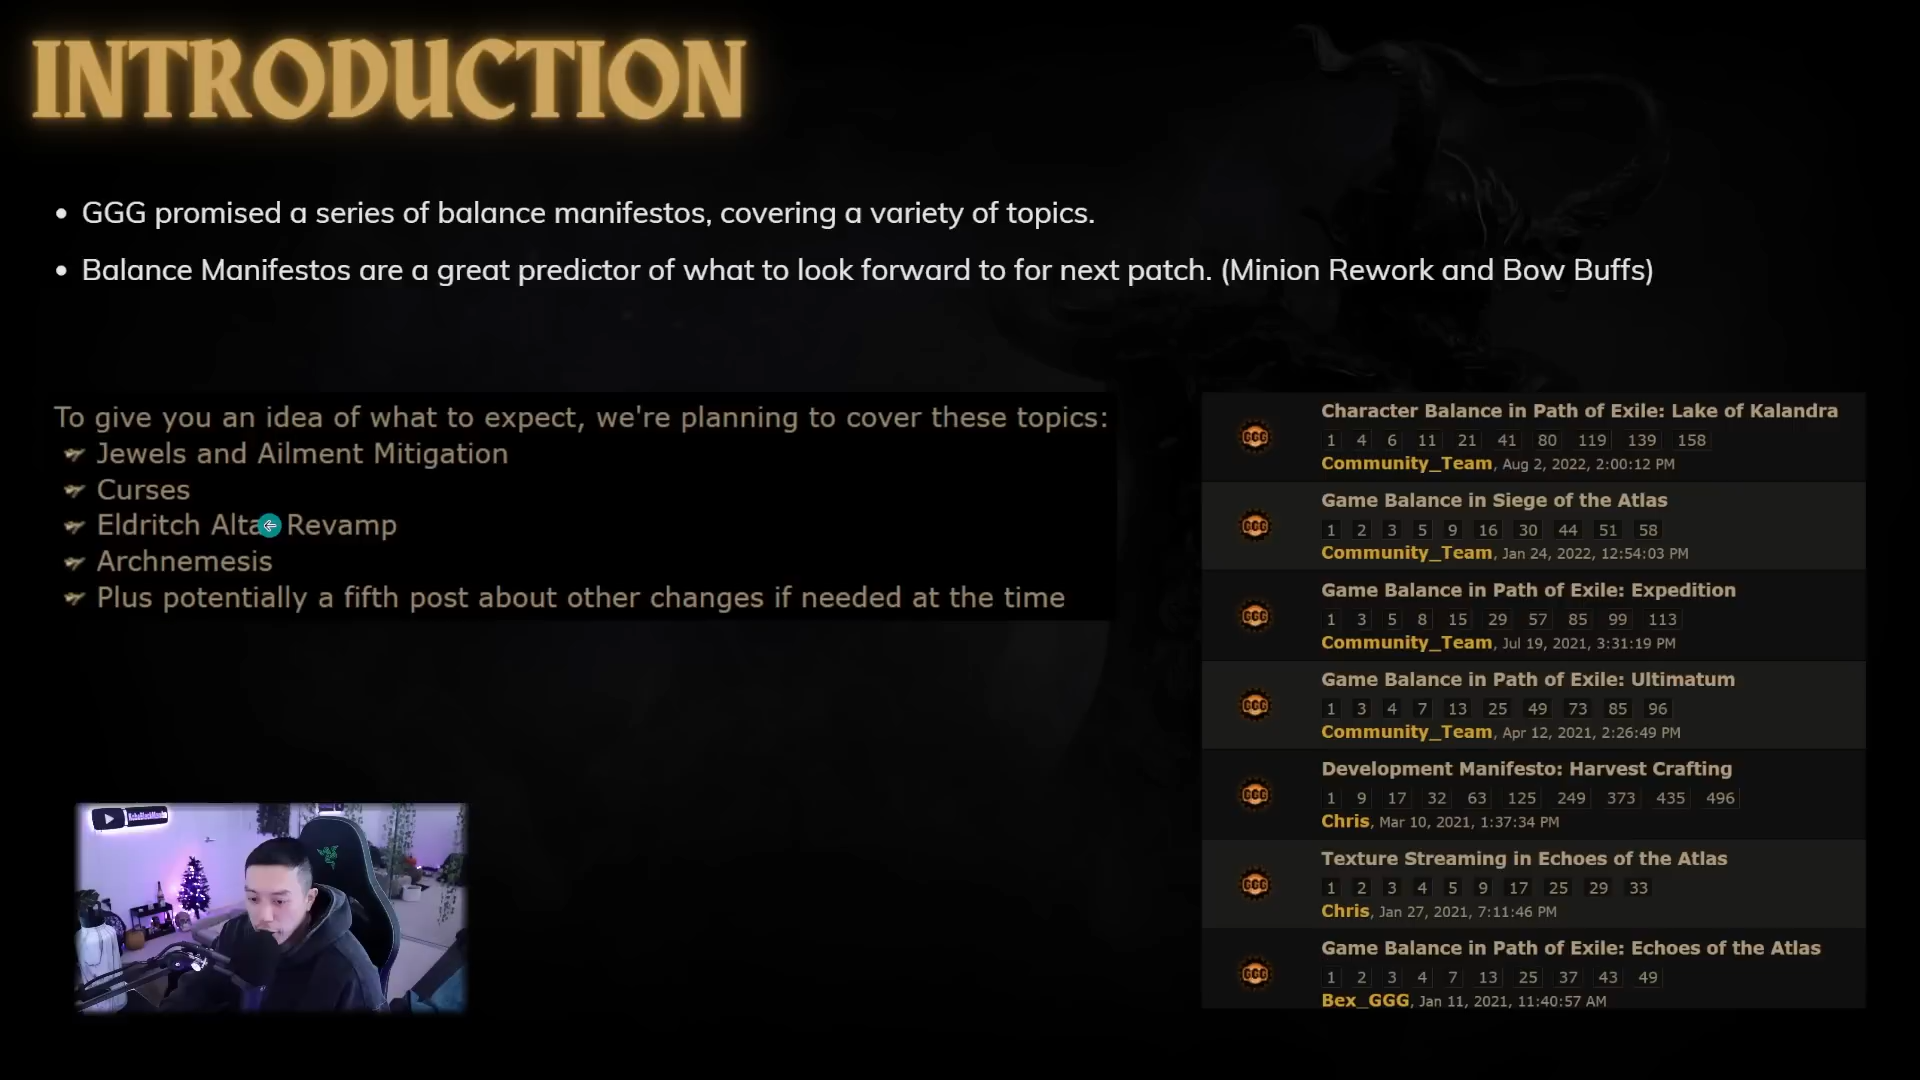 INTRODUCTION
• GGG promised a series of balance manifestos, covering a variety of topics.
• Balance Manifestos are a great predictor of what to look forward to for next patch. (Minion Rework and Bow Buffs)
To give you an idea of what to expect, we're planning to cover these topics:
Jewels and Ailment Mitigation
Curses
Eldritch Alta Revamp
Archnemesis
Plus potentially a fifth post about other changes if needed at the time
GGG
Character Balance in Path of Exile: Lake of Kalandra
1 4 6 11 21 41 80 119 139 158
Community_Team, Aug 2, 2022, 2:00:12 PM
GGG
Game Balance in Siege of the Atlas
1 2 3 5 9 16 30 44 51 58
Community_Team, Jan 24, 2022, 12:54:03 PM
GGG
Game Balance in Path of Exile: Expedition
1 3 5 8 15 29 57 85 99 113
Community_Team, Jul 19, 2021, 3:31:19 PM
GGG
Game Balance in Path of Exile: Ultimatum
1 3 4 7 13 25 49 73 85 96
Community_Team, Apr 12, 2021, 2:26:49 PM
GGG
Development Manifesto: Harvest Crafting
1 9 17 32 63 125 249 373 435 496
Chris, Mar 10, 2021, 1:37:34 PM
GGG
Texture Streaming in Echoes of the Atlas
1 2 3 4 5 9 17 25 29 33
Chris, Jan 27, 2021, 7:11:46 PM
GGG
Game Balance in Path of Exile: Echoes of the Atlas
1 2 3 4 7 13 25 37 43 49
Bex_GGG, Jan 11, 2021, 11:40:57 AM